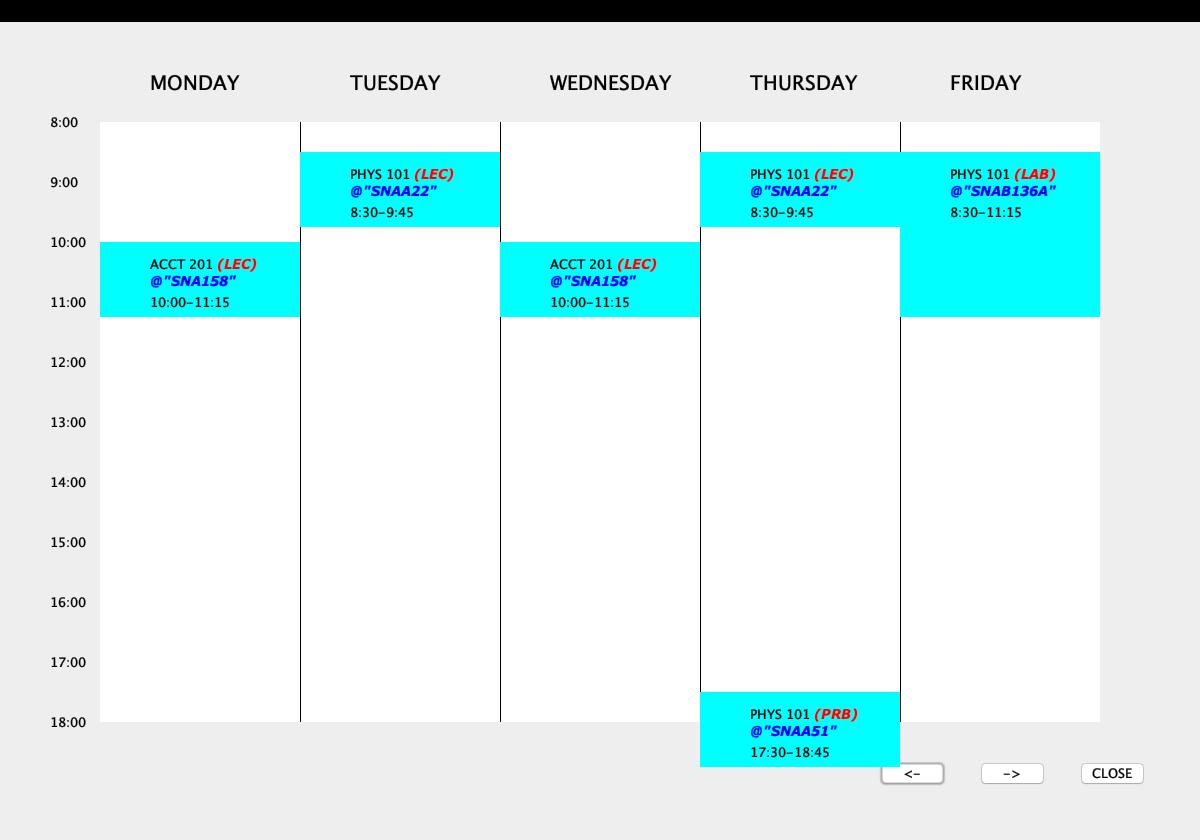 MONDAY TUESDAY WEDNESDAY THURSDAY FRIDAY
8:00
PHYS 101 (LEC)
@"SNAA22"
8:30-9:45
PHYS 101 (LEC)
@"SNAA22"
8:30-9:45
PHYS 101 (LAB)
@"SNAB136A"
8:30-11:15
9:00
10:00
ACCT 201 (LEC)
@"SNA158"
10:00-11:15
ACCT 201 (LEC)
@"SNA158"
10:00-11:15
11:00
12:00
13:00
14:00
15:00
16:00
17:00
PHYS 101 (PRB)
@"SNAA51"
17:30-18:45
18:00
<- -> CLOSE